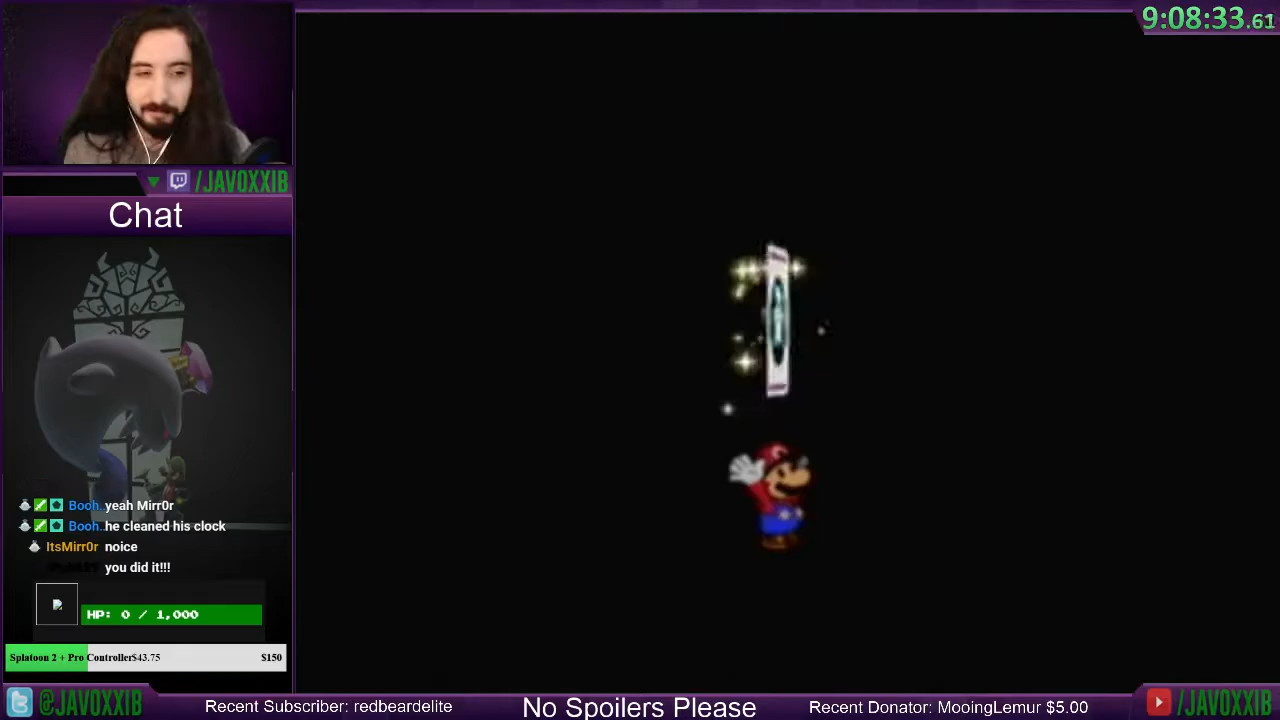 9:08:33.61
/JAVOXXIB
Chat
Booh..yeah Mirr0r
Booh..he cleaned his clock
ItsMirr0r noice
you did it!!!
HP: 0 / 1,000
Splatoon 2 + Pro Controller$43.75 $150
@JAVOXXIB Recent Subscriber: redbeardelite No Spoilers Please Recent Donator: MooingLemur $5.00 /JAVOXXIB